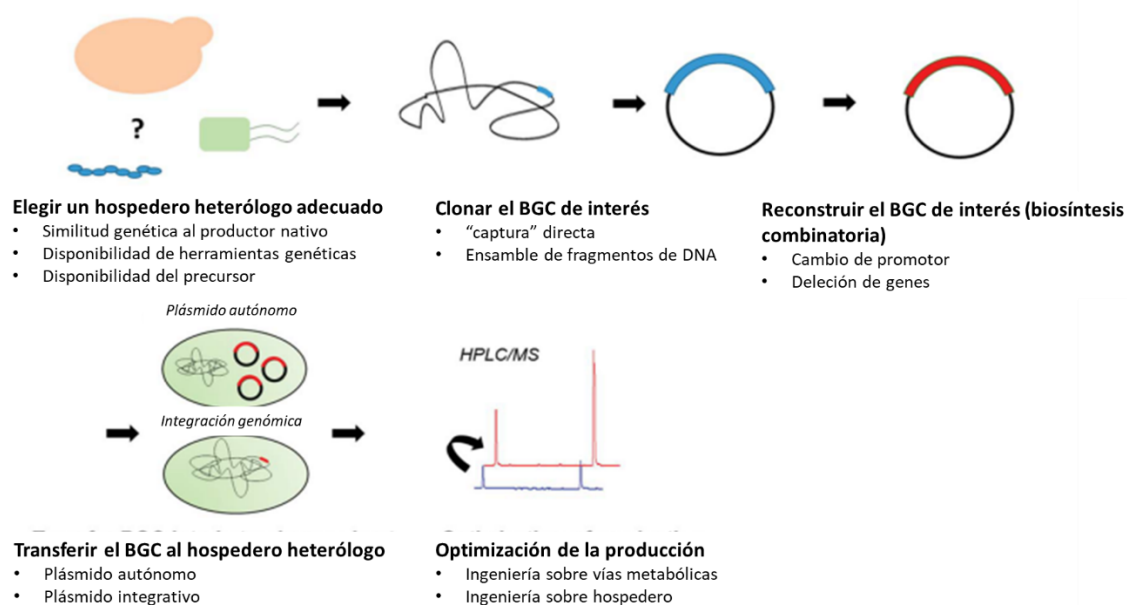 ?
Elegir un hospedero heterólogo adecuado
• Similitud genética al productor nativo
• Disponibilidad de herramientas genéticas
• Disponibilidad del precursor
Clonar el BGC de interés
• “captura” directa
• Ensamble de fragmentos de DNA
Reconstruir el BGC de interés (biosíntesis
combinatoria)
• Cambio de promotor
• Deleción de genes
Plásmido autónomo
Integración genómica
HPLC/MS
Transferir el BGC al hospedero heterólogo
• Plásmido autónomo
• Plásmido integrativo
Optimización de la producción
• Ingeniería sobre vías metabólicas
• Ingeniería sobre hospedero